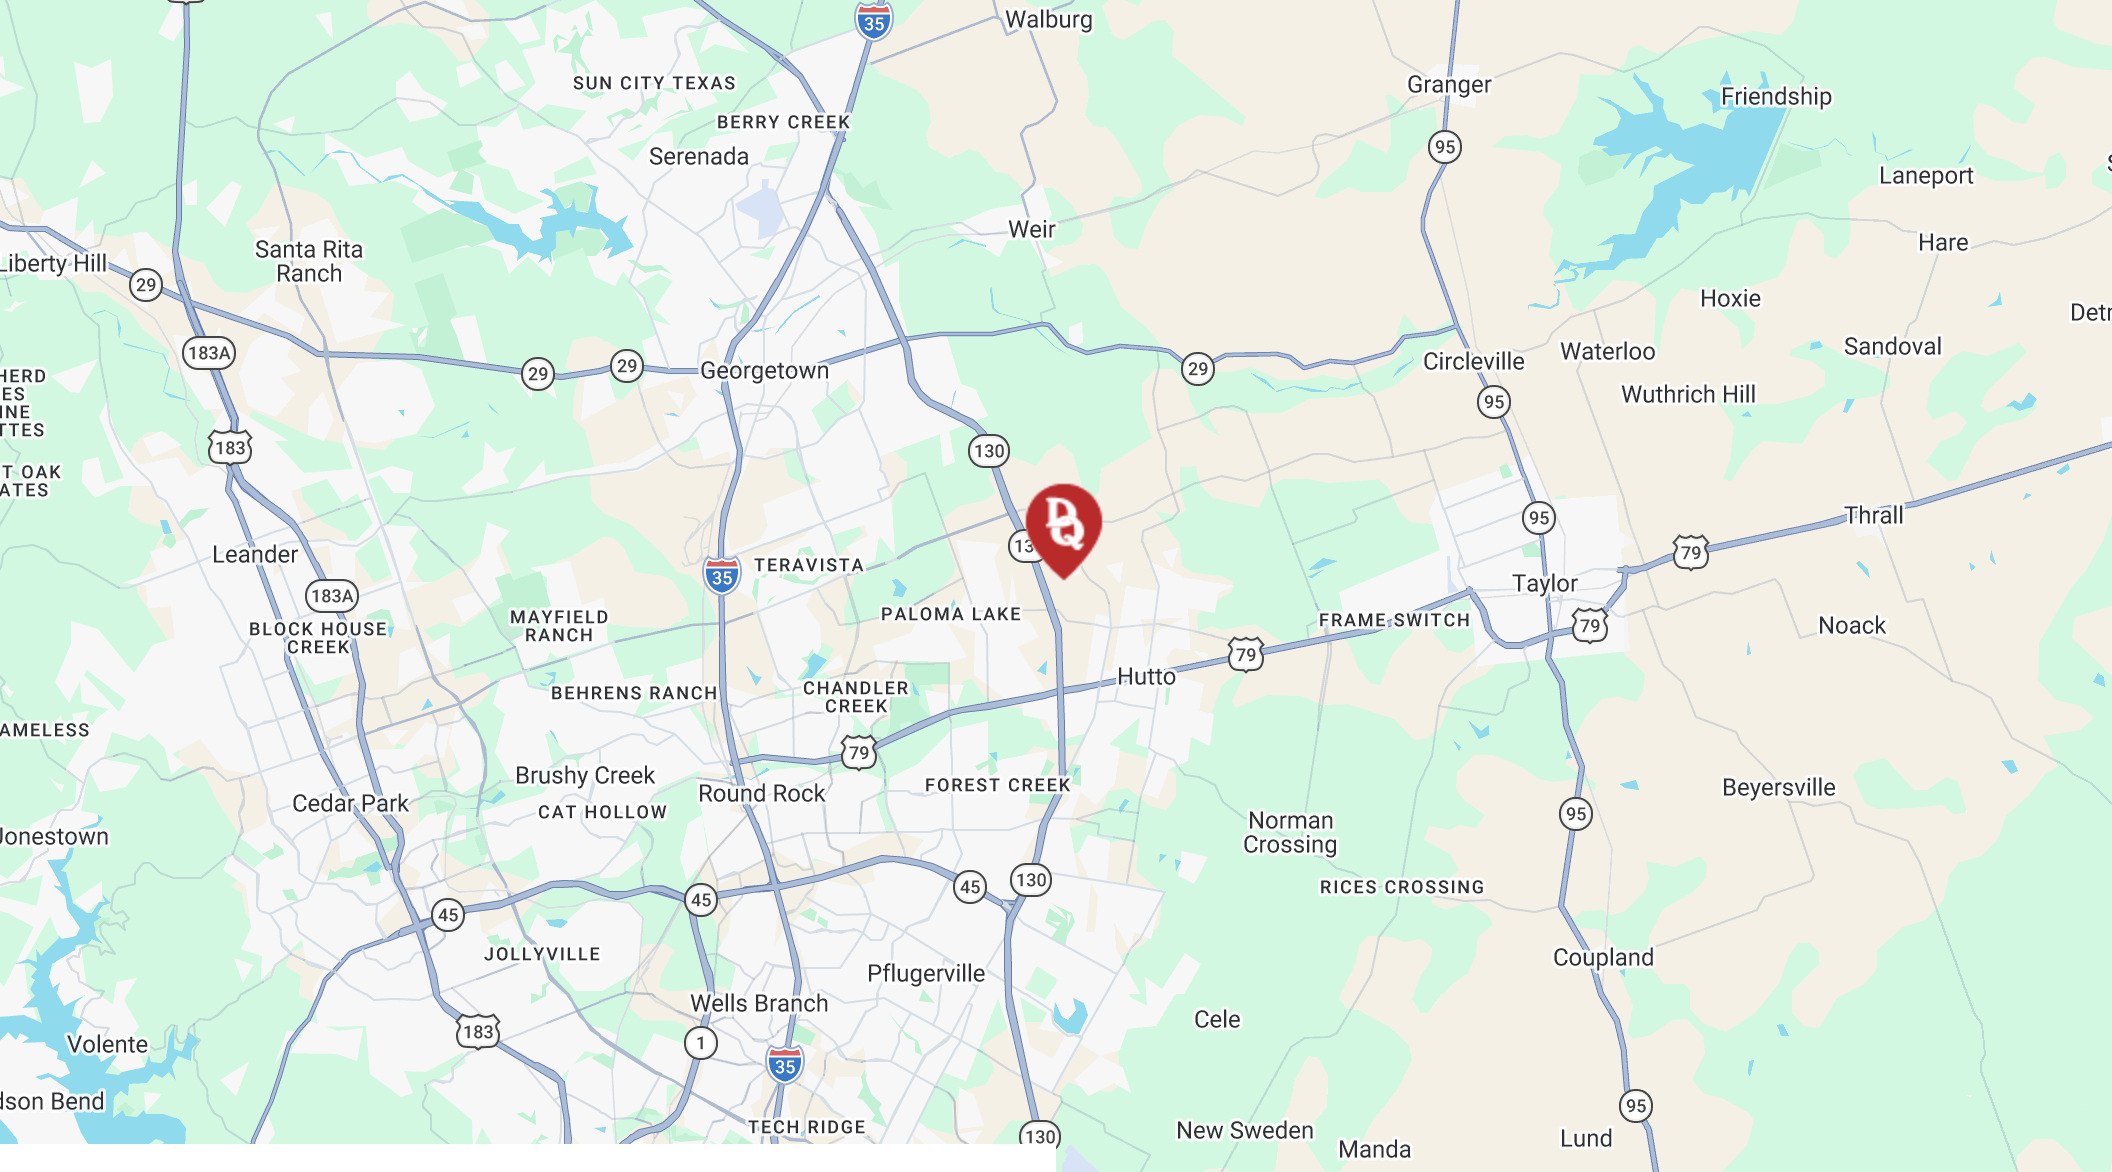 35
Walburg
SUN CITY TEXAS
Granger
Friendship
BERRY CREEK
95
Serenada
Laneport
Weir
Hare
Santa Rita
Ranch
Liberty Hill
29
Hoxie
183A
29
29
Georgetown
29
Circleville
Waterloo
Sandoval
Wuthrich Hill
95
183
130
DQ
95
Thrall
Leander
79
35
TERAVISTA
Taylor
183A
MAYFIELD
RANCH
PALOMA LAKE
FRAME SWITCH
79
Noack
BLOCK HOUSE
CREEK
79
Hutto
BEHRENS RANCH
CHANDLER
CREEK
79
Brushy Creek
Round Rock
FOREST CREEK
Beyersville
Cedar Park
CAT HOLLOW
95
Norman
Crossing
Jonestown
45
45
45
130
RICES CROSSING
JOLLYVILLE
Pflugerville
Coupland
Wells Branch
183
1
Cele
Volente
35
95
TECH RIDGE
130
New Sweden
Lund
Manda